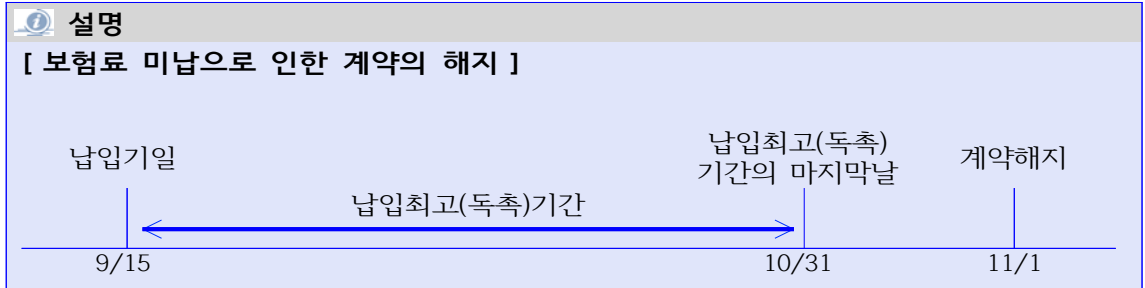 설명
[ 보험료 미납으로 인한 계약의 해지 ]
납입기일
납입최고(독촉)
기간의 마지막날
계약해지
납입최고(독촉)기간
9/15
10/31
11/1